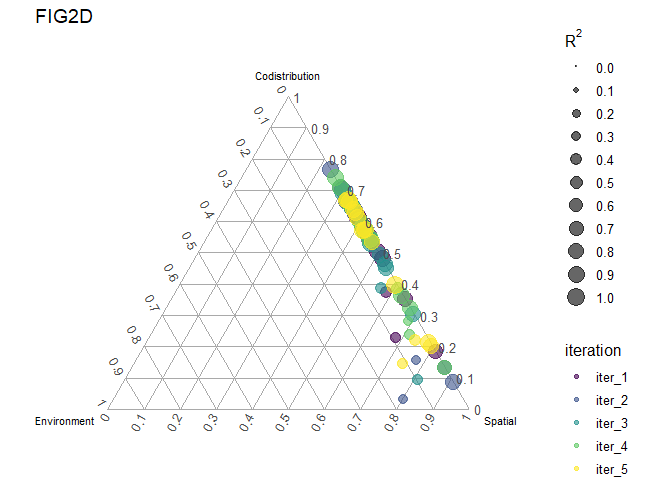 FIG2D
Codistribution
0 1
0.1 0.9
0.2 0.8
0.3 0.7
0.4 0.6
0.5 0.5
0.6 0.4
0.7 0.3
0.8 0.2
0.9 0.1
1 0
Environment Spatial
0 0.1 0.2 0.3 0.4 0.5 0.6 0.7 0.8 0.9 1
R2
0.0
0.1
0.2
0.3
0.4
0.5
0.6
0.7
0.8
0.9
1.0
iteration
iter_1
iter_2
iter_3
iter_4
iter_5